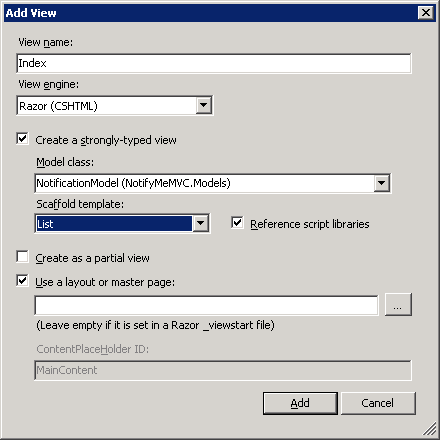 Add View
View name:
Index
View engine:
Razor (CSHTML)
Create a strongly-typed view
Model class:
NotificationModel (NotifyMeMVC.Models)
Scaffold template:
List
Reference script libraries
Create as a partial view
Use a layout or master page:
...
(Leave empty if it is set in a Razor _viewstart file)
ContentPlaceHolder ID:
MainContent
Add Cancel